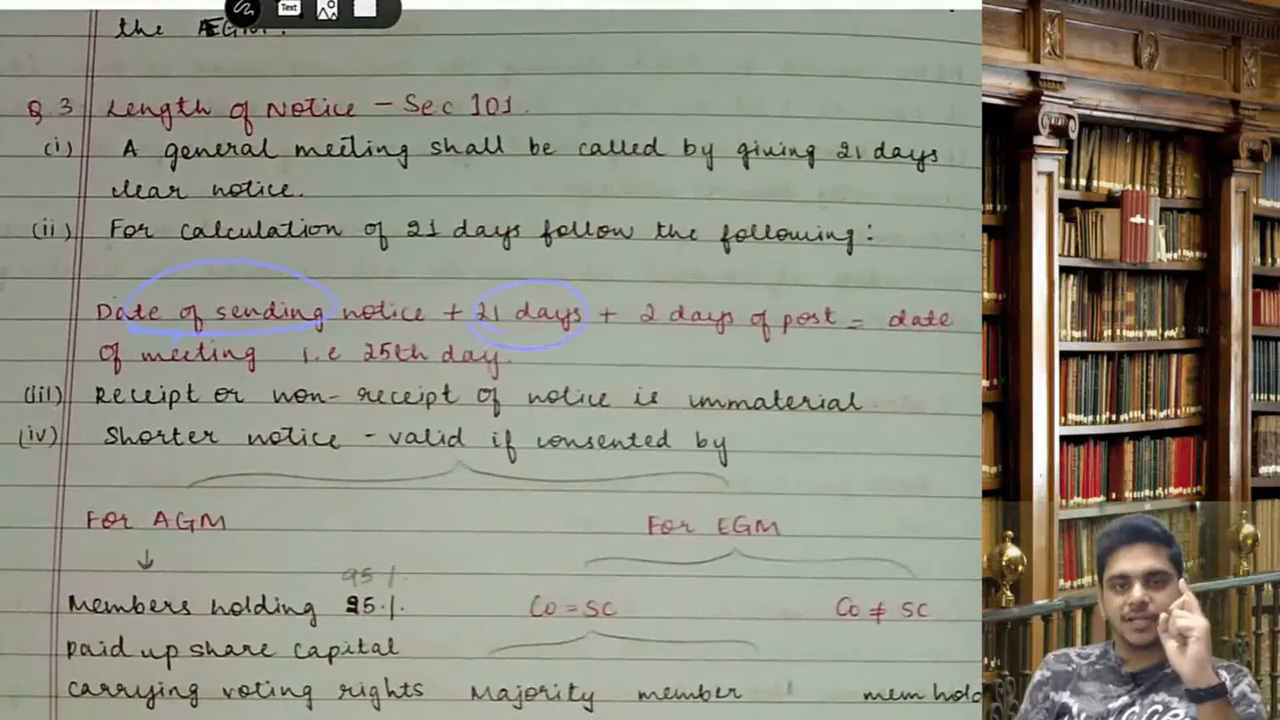 Text
the AEGM.
Q 3 Length of Notice – Sec 101.
(i) A general meeting shall be called by giving 21 days
clear notice.
(ii) For calculation of 21 days follow the following:
Date of sending notice + 21 days + 2 days of post = date
of meeting i.e 25th day.
(iii) Receipt or non-receipt of notice is immaterial.
(iv) Shorter notice – valid if consented by
For AGM For EGM
95%.
Members holding 95%. Co = SC Co ≠ SC
paid up share capital
carrying voting rights Majority member mem hold